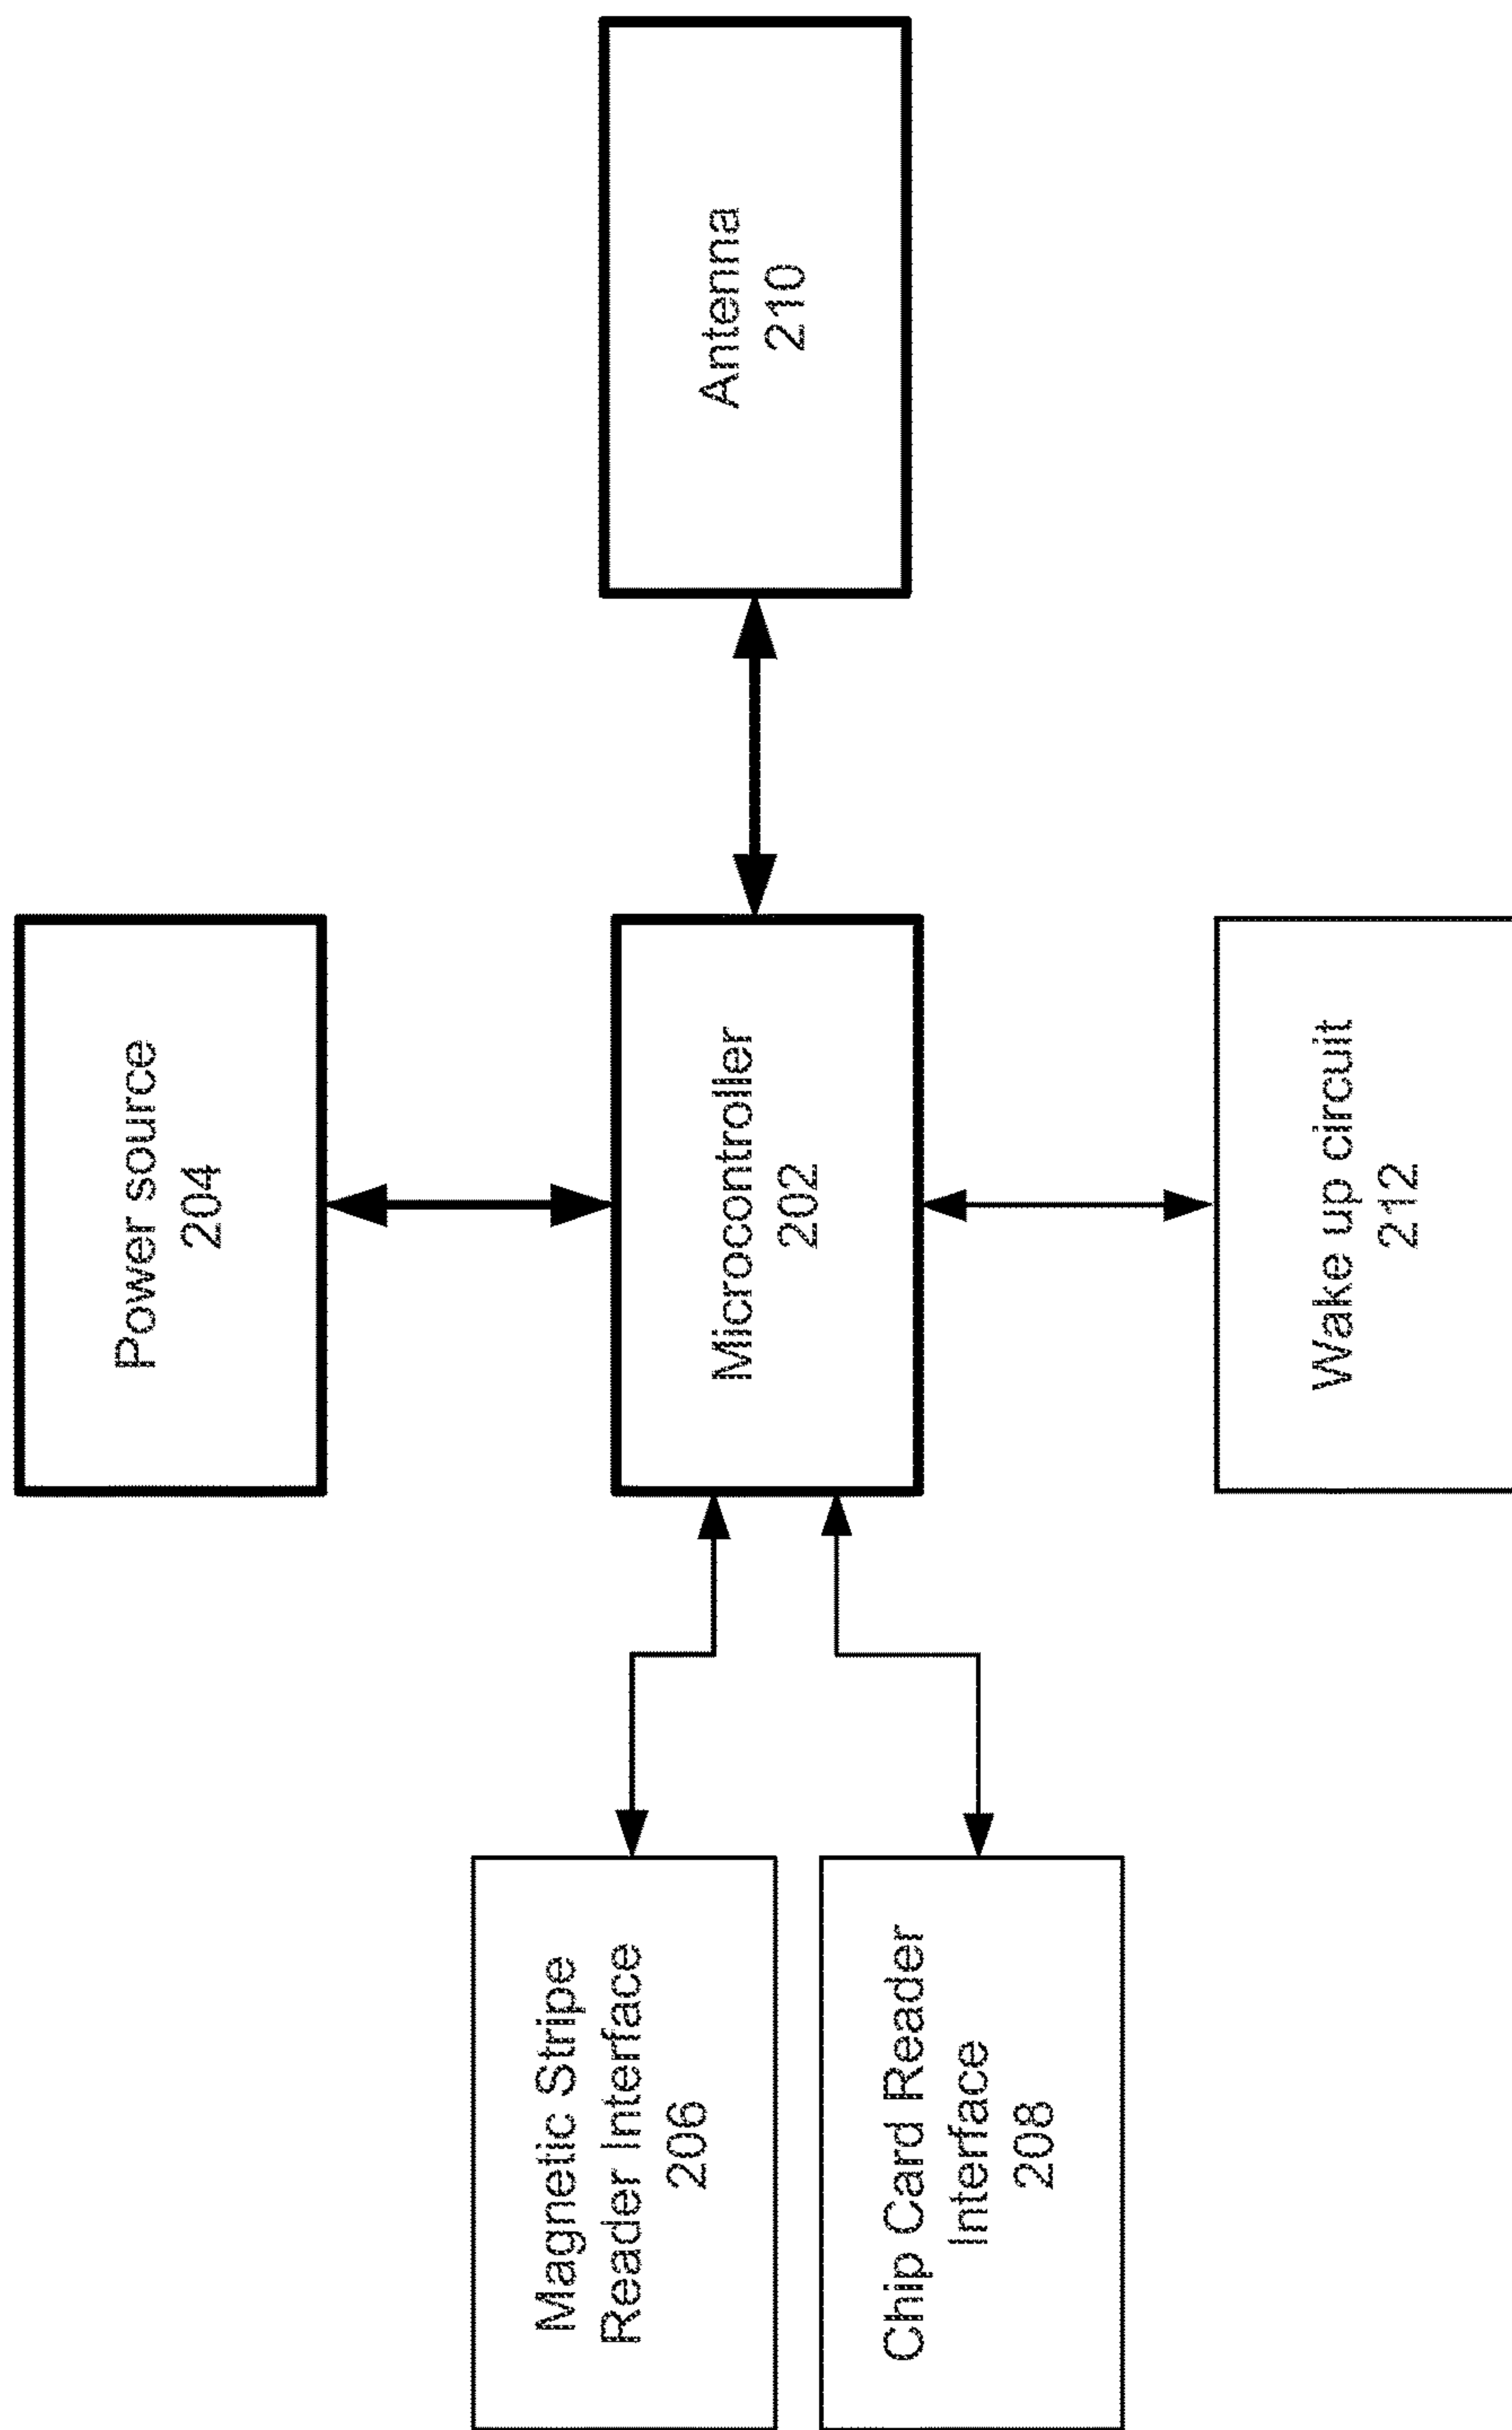 Power source
204
Magnetic Stripe
Reader Interface
206
Microcontroller
202
Antenna
210
Chip Card Reader
Interface
208
Wake up circuit
212